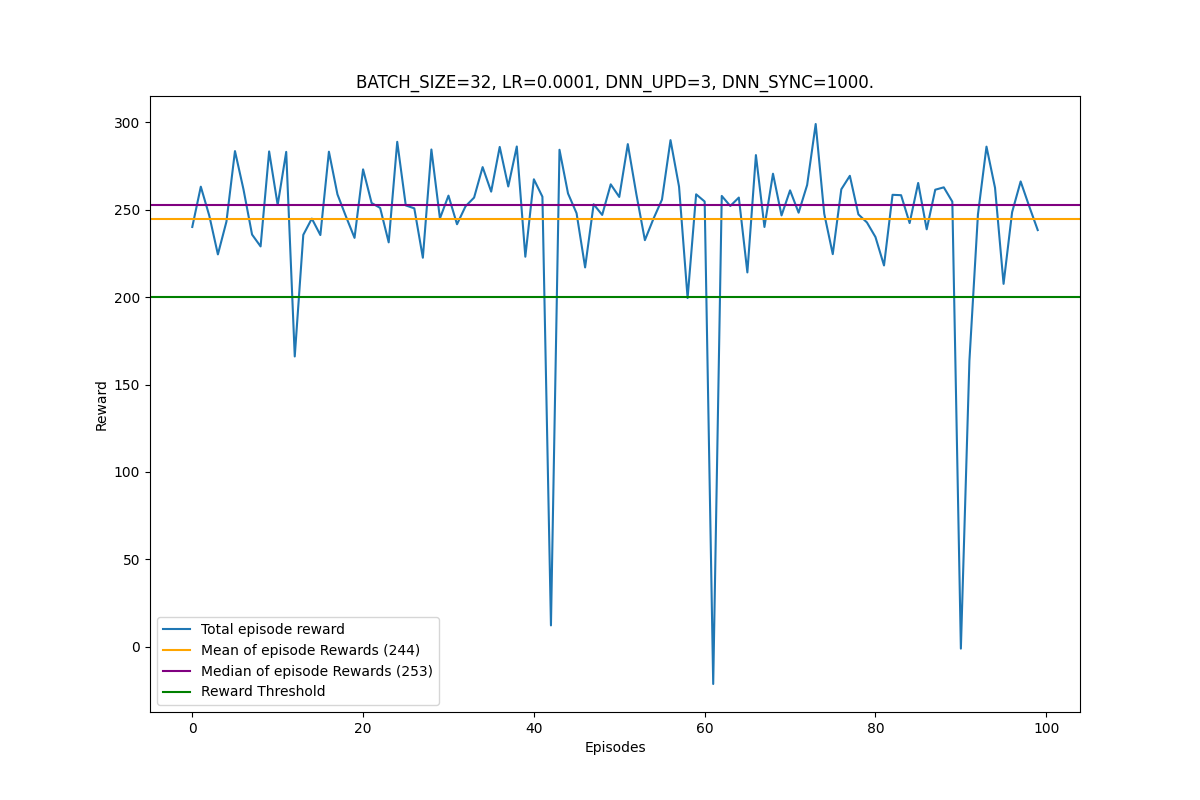 BATCH_SIZE=32, LR=0.0001, DNN_UPD=3, DNN_SYNC=1000.
300
250
200
150
100
50
0
Reward
Total episode reward
Mean of episode Rewards (244)
Median of episode Rewards (253)
Reward Threshold
0 20 40 60 80 100
Episodes